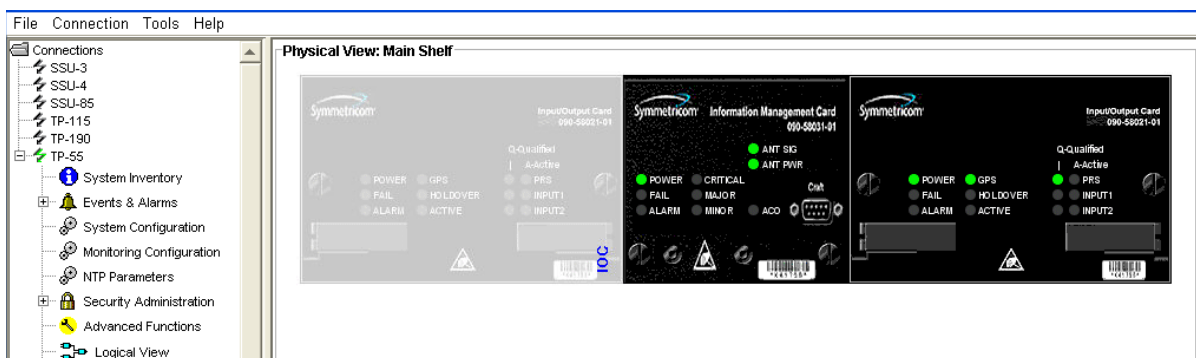 File Connection Tools Help
Connections
SSU-3
SSU-4
SSU-85
TP-115
TP-190
TP-55
System Inventory
Events & Alarms
System Configuration
Monitoring Configuration
NTP Parameters
Security Administration
Advanced Functions
Logical View
Physical View: Main Shelf
Symmetricom
Input/Output Card
090-58021-01
Q-Qualified
| A-Active
POWER GPS PRS
FAIL HOLDOVER INPUT1
ALARM ACTIVE INPUT2
IOC
Symmetricom Information Management Card
090-58031-01
ANT SIG
ANT PWR
POWER CRITICAL
FAIL MAJOR
ALARM MINOR ACO
Craft
Symmetricom
Input/Output Card
090-58021-01
Q-Qualified
| A-Active
POWER GPS PRS
FAIL HOLDOVER INPUT1
ALARM ACTIVE INPUT2